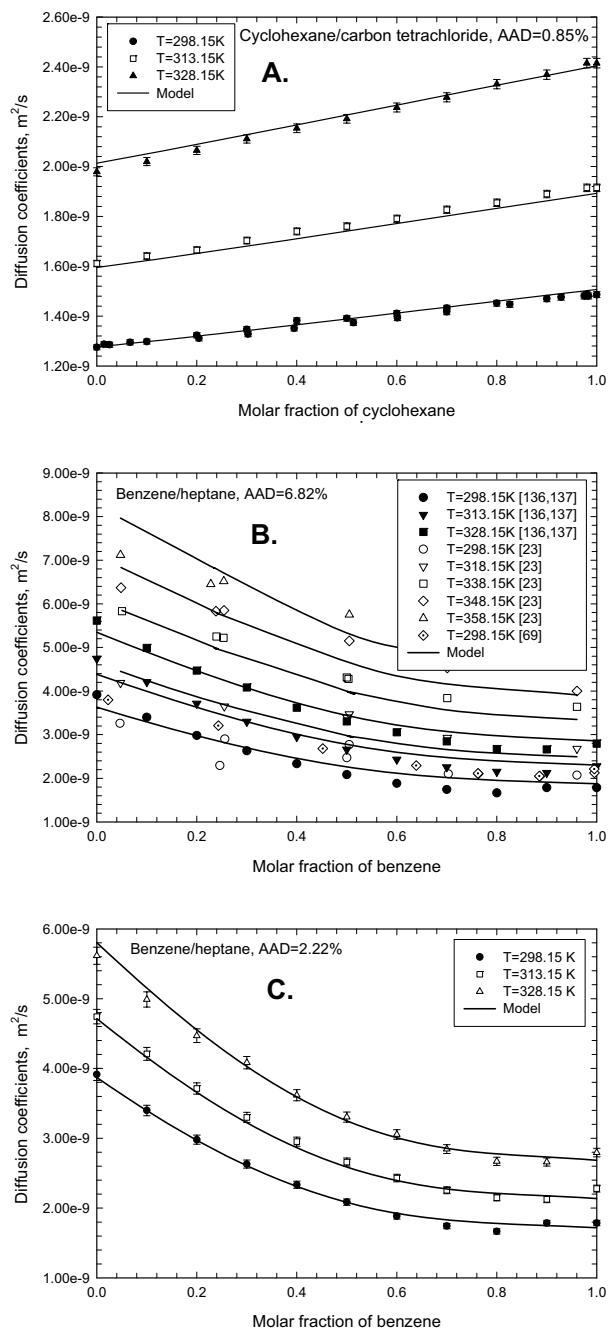 2.60e-9
2.40e-9
2.20e-9
2.00e-9
1.80e-9
1.60e-9
1.40e-9
1.20e-9
Diffusion coefficients, m²/s
T=298.15K
T=313.15K
T=328.15K
Model
Cyclohexane/carbon tetrachloride, AAD=0.85%
A.
0.0 0.2 0.4 0.6 0.8 1.0
Molar fraction of cyclohexane
9.00e-9
8.00e-9
7.00e-9
6.00e-9
5.00e-9
4.00e-9
3.00e-9
2.00e-9
1.00e-9
Diffusion coefficients, m²/s
Benzene/heptane, AAD=6.82%
B.
T=298.15K [136,137]
T=313.15K [136,137]
T=328.15K [136,137]
T=298.15K [23]
T=318.15K [23]
T=338.15K [23]
T=348.15K [23]
T=358.15K [23]
T=298.15K [69]
Model
0.0 0.2 0.4 0.6 0.8 1.0
Molar fraction of benzene
6.00e-9
5.00e-9
4.00e-9
3.00e-9
2.00e-9
1.00e-9
Diffusion coefficients, m²/s
Benzene/heptane, AAD=2.22%
C.
T=298.15 K
T=313.15 K
T=328.15 K
Model
0.0 0.2 0.4 0.6 0.8 1.0
Molar fraction of benzene